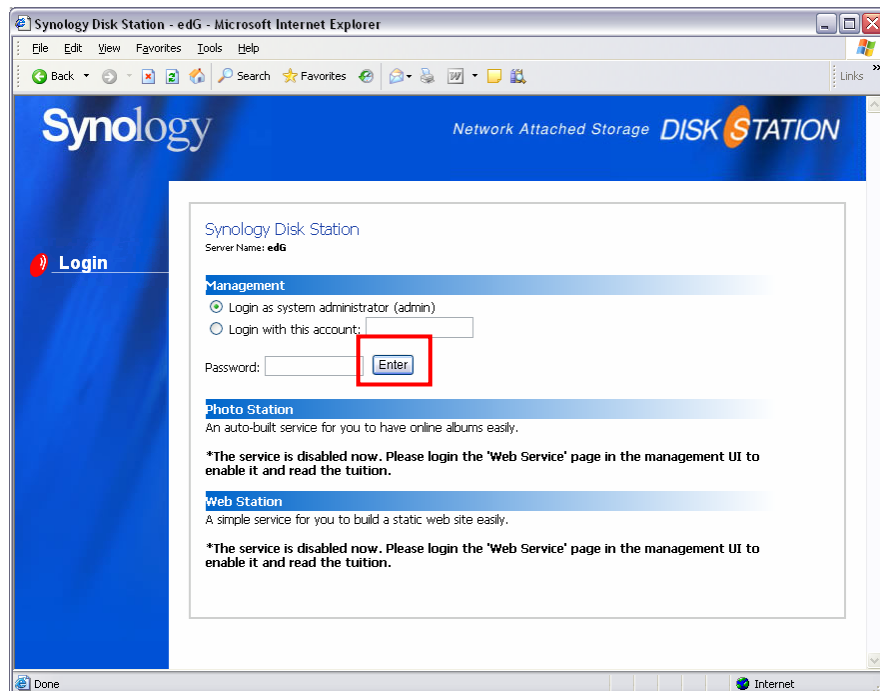 Synology Disk Station - edG - Microsoft Internet Explorer
File Edit View Favorites Tools Help
Back Search Favorites Links
Synology
Network Attached Storage DISK STATION
Login
Synology Disk Station
Server Name: edG
Management
Login as system administrator (admin)
Login with this account:
Password: Enter
Photo Station
An auto-built service for you to have online albums easily.
*The service is disabled now. Please login the 'Web Service' page in the management UI to
enable it and read the tuition.
Web Station
A simple service for you to build a static web site easily.
*The service is disabled now. Please login the 'Web Service' page in the management UI to
enable it and read the tuition.
Done Internet